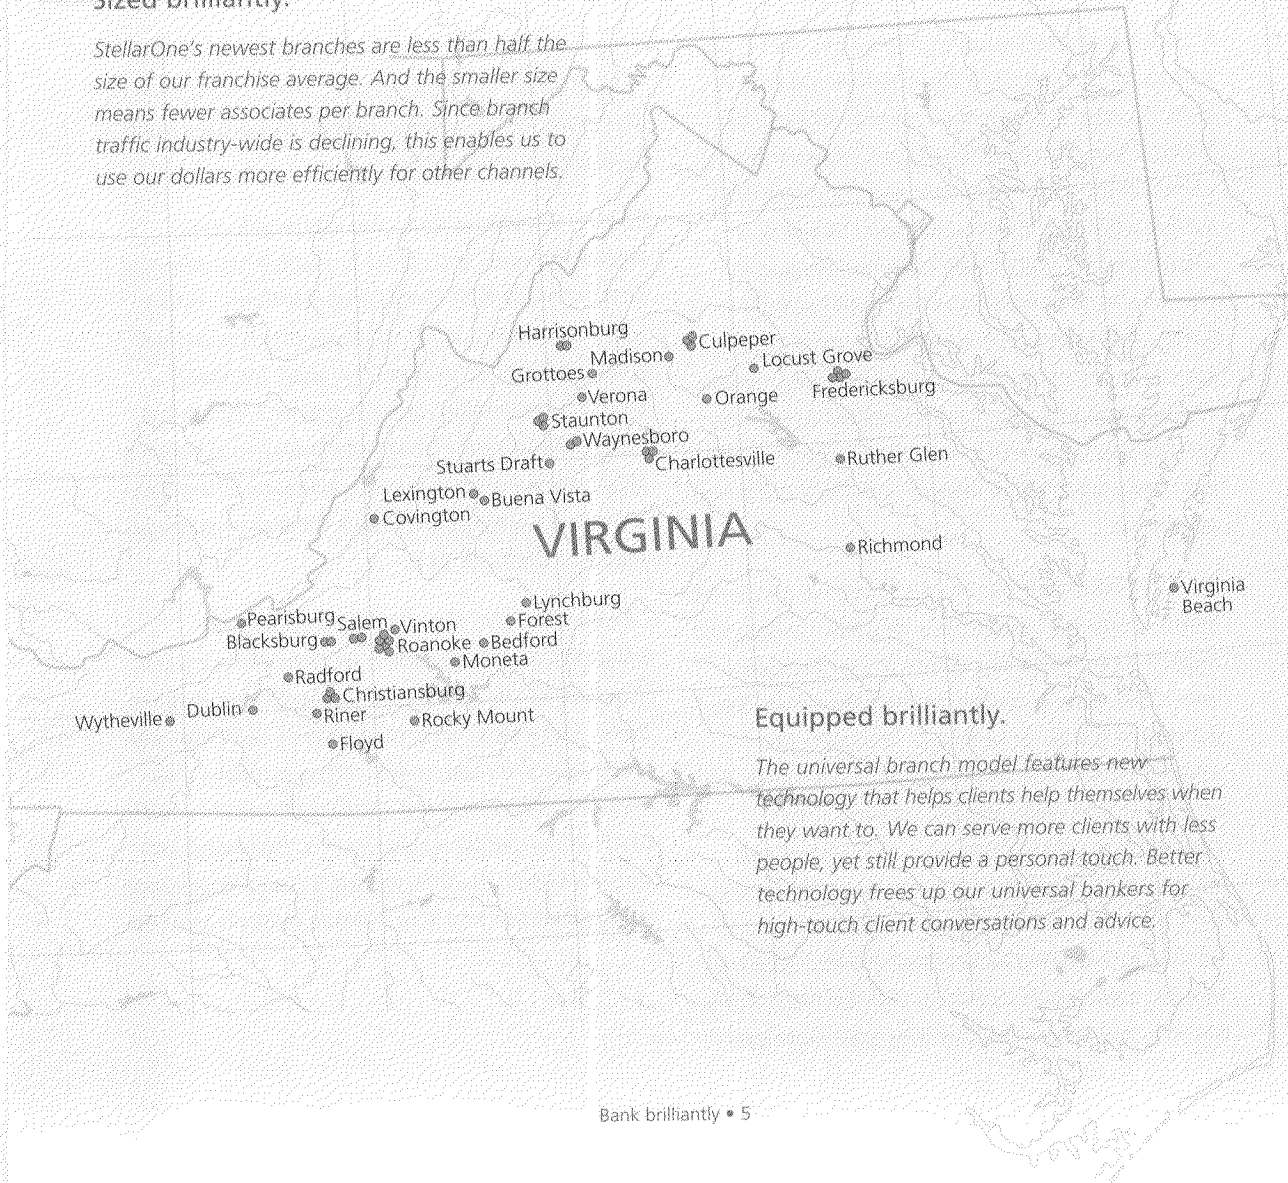 Sized brilliantly.
StellarOne's newest branches are less than half the
size of our franchise average. And the smaller size
means fewer associates per branch. Since branch
traffic industry-wide is declining, this enables us to
use our dollars more efficiently for other channels.
Harrisonburg
Culpeper
Madison
Locust Grove
Grottoes
Fredericksburg
Verona
Orange
Staunton
Waynesboro
Stuarts Draft
Charlottesville
Ruther Glen
Lexington
Buena Vista
Covington
VIRGINIA
Richmond
Virginia
Beach
Lynchburg
Pearisburg
Salem
Vinton
Forest
Blacksburg
Roanoke
Bedford
Moneta
Radford
Christiansburg
Wytheville
Dublin
Riner
Rocky Mount
Floyd
Equipped brilliantly.
The universal branch model features new
technology that helps clients help themselves when
they want to. We can serve more clients with less
people, yet still provide a personal touch. Better
technology frees up our universal bankers for
high-touch client conversations and advice.
Bank brilliantly • 5